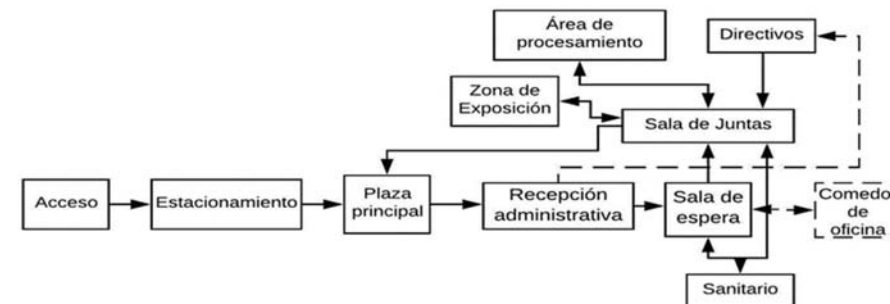 Área de
procesamiento
Directivos
Zona de
Exposición
Sala de Juntas
Acceso
Estacionamiento
Plaza
principal
Recepción
administrativa
Sala de
espera
Comedo
de
oficina
Sanitario